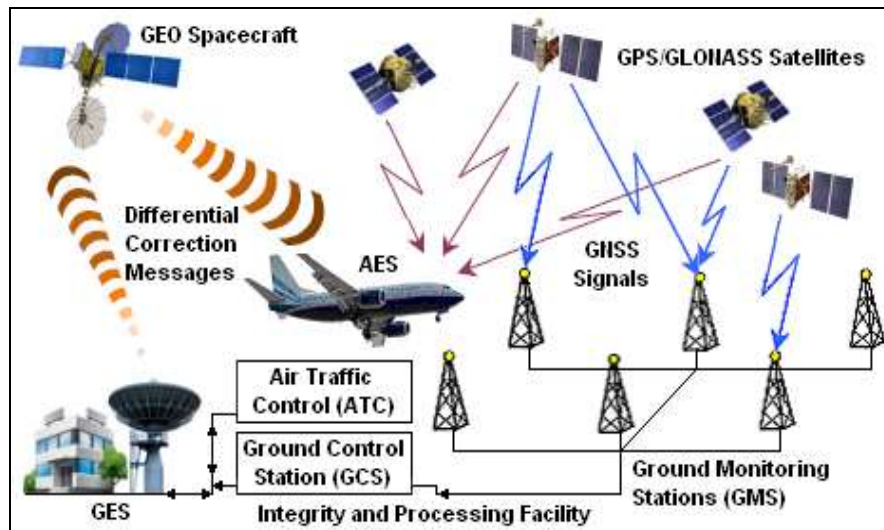 GEO Spacecraft
GPS/GLONASS Satellites
Differential
Correction
Messages
AES
GNSS
Signals
Air Traffic
Control (ATC)
Ground Control
Station (GCS)
Ground Monitoring
Stations (GMS)
GES
Integrity and Processing Facility